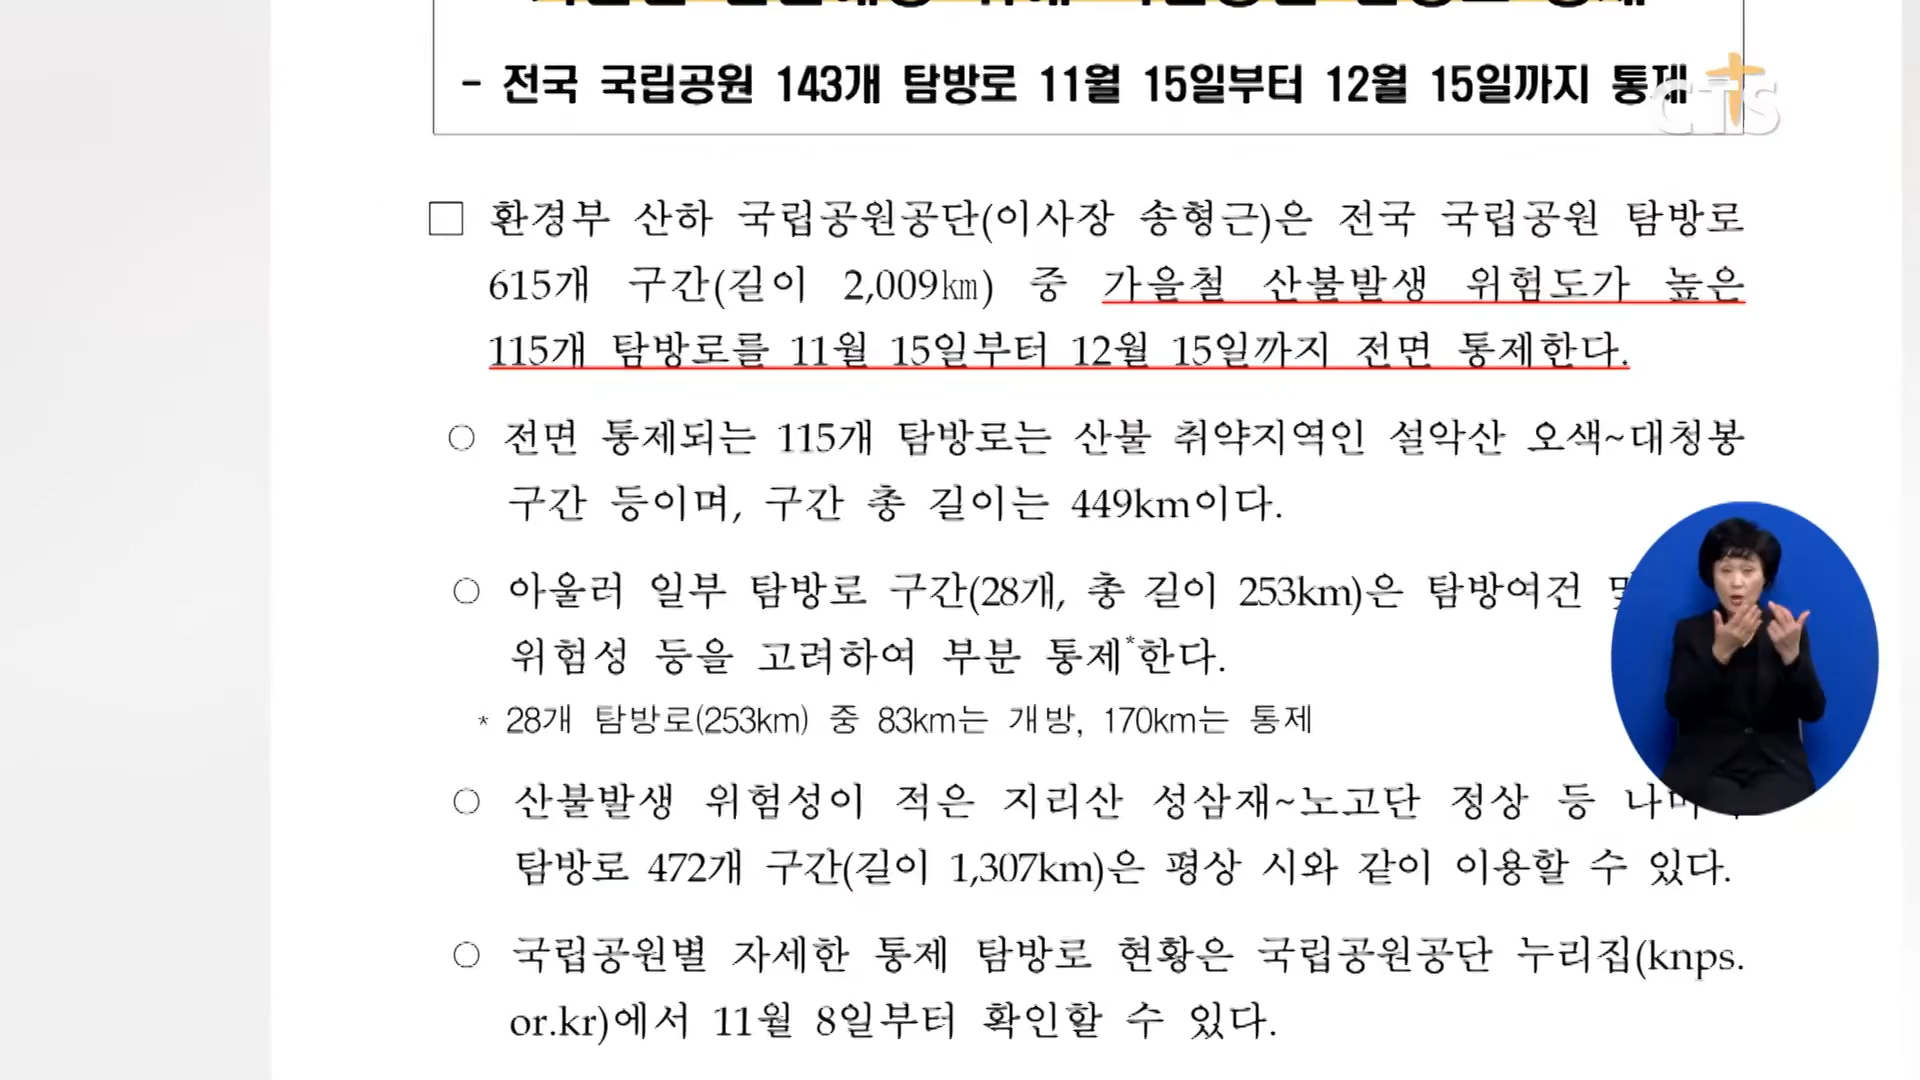 - 전국 국립공원 143개 탐방로 11월 15일부터 12월 15일까지 통제
CTS
□ 환경부 산하 국립공원공단(이사장 송형근)은 전국 국립공원 탐방로
615개 구간(길이 2,009㎞) 중 가을철 산불발생 위험도가 높은
115개 탐방로를 11월 15일부터 12월 15일까지 전면 통제한다.
○ 전면 통제되는 115개 탐방로는 산불 취약지역인 설악산 오색~대청봉
구간 등이며, 구간 총 길이는 449km이다.
○ 아울러 일부 탐방로 구간(28개, 총 길이 253km)은 탐방여건
위험성 등을 고려하여 부분 통제*한다.
* 28개 탐방로(253km) 중 83km는 개방, 170km는 통제
○ 산불발생 위험성이 적은 지리산 성삼재~노고단 정상 등
탐방로 472개 구간(길이 1,307km)은 평상 시와 같이 이용할 수 있다.
○ 국립공원별 자세한 통제 탐방로 현황은 국립공원공단 누리집(knps.
or.kr)에서 11월 8일부터 확인할 수 있다.